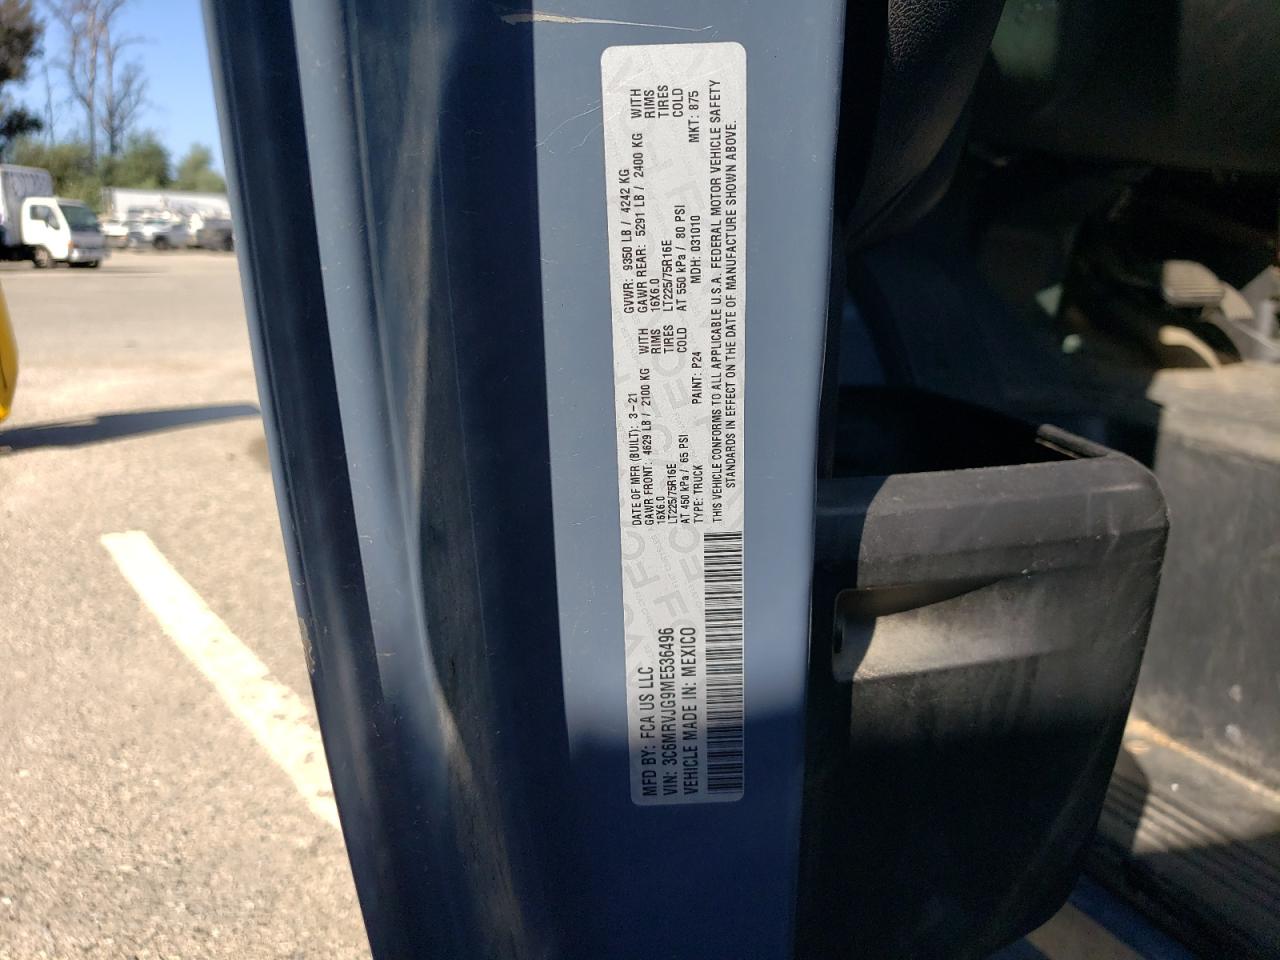 MFD BY: FCA US LLC
VIN: 3C6MRVJG9ME536496
VEHICLE MADE IN: MEXICO
DATE OF MFR (BUILT): 3-21 GVWR: 9350 LB / 4242 KG
GAWR FRONT: 4629 LB / 2100 KG WITH GAWR REAR: 5291 LB / 2400 KG WITH
16X6.0 RIMS 16X6.0 RIMS
LT225/75R16E TIRES LT225/75R16E TIRES
AT 450 kPa / 65 PSI COLD AT 550 kPa / 80 PSI COLD
TYPE: TRUCK PAINT: P24 MDH: 031010 MKT: 875
THIS VEHICLE CONFORMS TO ALL APPLICABLE U.S.A. FEDERAL MOTOR VEHICLE SAFETY
STANDARDS IN EFFECT ON THE DATE OF MANUFACTURE SHOWN ABOVE.